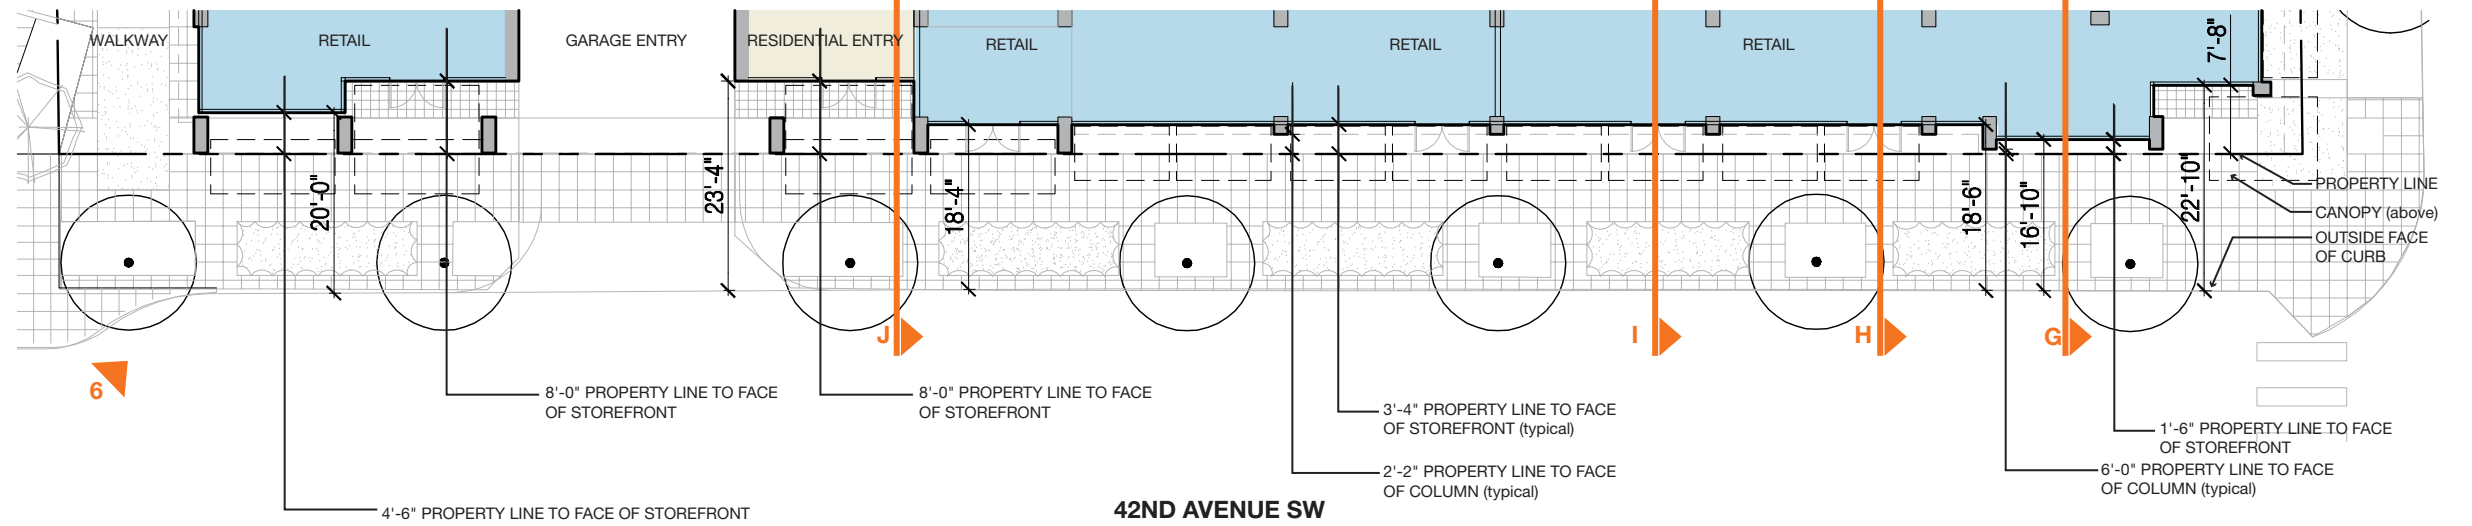 WALKWAY
RETAIL
GARAGE ENTRY
RESIDENTIAL ENTRY
RETAIL
RETAIL
RETAIL
7'-8"
20'-0"
23'-4"
18'-4"
18'-6"
16'-10"
22'-10"
PROPERTY LINE
CANOPY (above)
OUTSIDE FACE
OF CURB
J
I
H
G
6
8'-0" PROPERTY LINE TO FACE
OF STOREFRONT
8'-0" PROPERTY LINE TO FACE
OF STOREFRONT
3'-4" PROPERTY LINE TO FACE
OF STOREFRONT (typical)
1'-6" PROPERTY LINE TO FACE
OF STOREFRONT
2'-2" PROPERTY LINE TO FACE
OF COLUMN (typical)
6'-0" PROPERTY LINE TO FACE
OF COLUMN (typical)
4'-6" PROPERTY LINE TO FACE OF STOREFRONT
42ND AVENUE SW